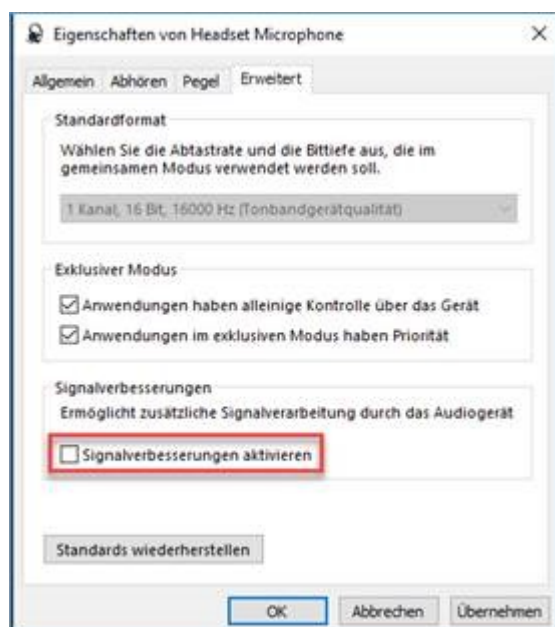 Eigenschaften von Headset Microphone
Allgemein Abhören Pegel Erweitert
Standardformat
Wählen Sie die Abtastrate und die Bittiefe aus, die im
gemeinsamen Modus verwendet werden soll.
1 Kanal, 16 Bit, 16000 Hz (Tonbandgerätqualität)
Exklusiver Modus
Anwendungen haben alleinige Kontrolle über das Gerät
Anwendungen im exklusiven Modus haben Priorität
Signalverbesserungen
Ermöglicht zusätzliche Signalverarbeitung durch das Audiogerät
Signalverbesserungen aktivieren
Standards wiederherstellen
OK Abbrechen Übernehmen